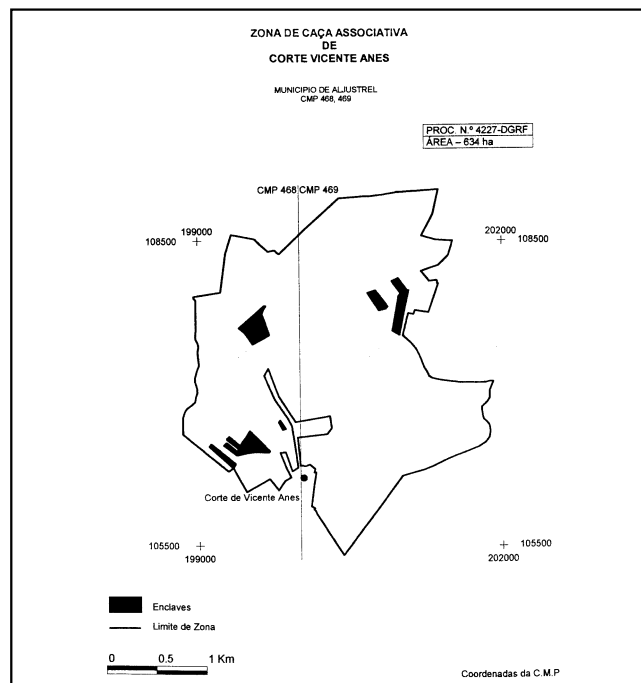 ZONA DE CAÇA ASSOCIATIVA
DE
CORTE VICENTE ANES
MUNICIPIO DE ALJUSTREL
CMP 468, 469
PROC. N.º 4227-DGRF
ÁREA – 634 ha
CMP 468 CMP 469
199000
108500
202000
108500
Corte de Vicente Anes
105500
199000
105500
202000
Enclaves
Limite de Zona
0 0.5 1 Km
Coordenadas da C.M.P